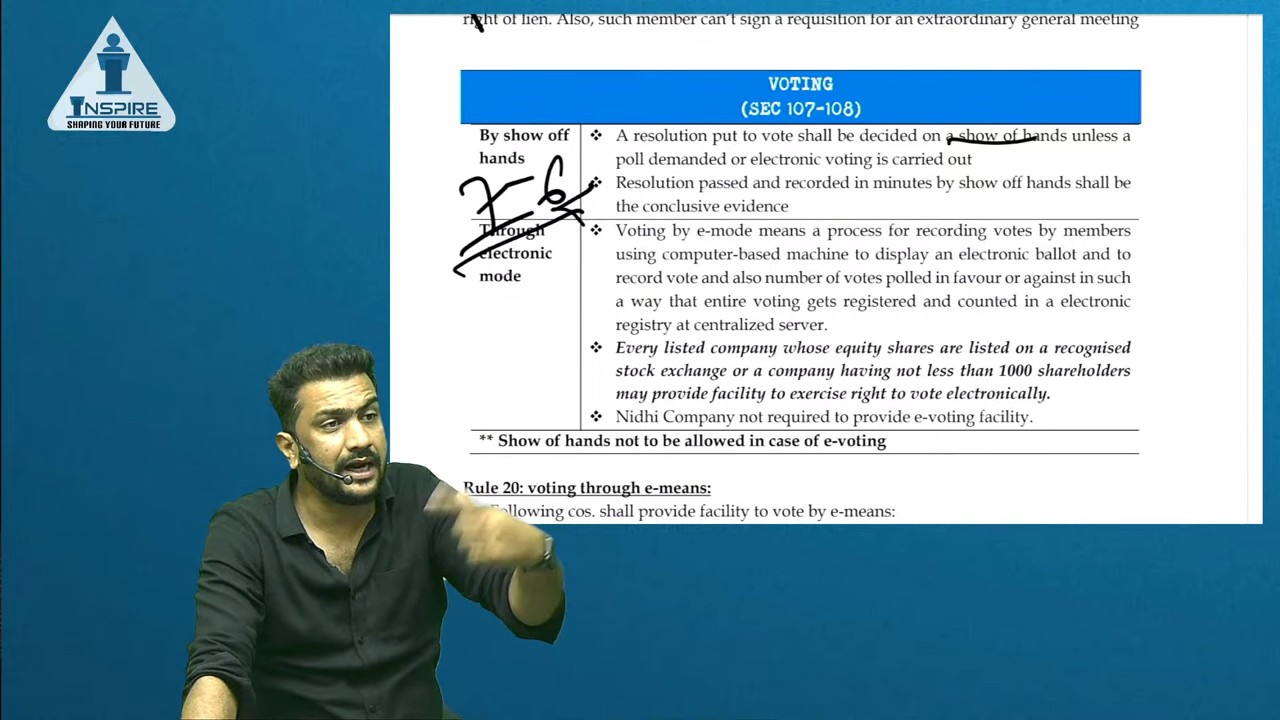 INSPIRE
SHAPING YOUR FUTURE
right of lien. Also, such member can't sign a requisition for an extraordinary general meeting
VOTING
(SEC 107-108)
By show off
hands
❖ A resolution put to vote shall be decided on a show of hands unless a
poll demanded or electronic voting is carried out
❖ Resolution passed and recorded in minutes by show off hands shall be
the conclusive evidence
7 - 6
Through
electronic
mode
❖ Voting by e-mode means a process for recording votes by members
using computer-based machine to display an electronic ballot and to
record vote and also number of votes polled in favour or against in such
a way that entire voting gets registered and counted in a electronic
registry at centralized server.
❖ Every listed company whose equity shares are listed on a recognised
stock exchange or a company having not less than 1000 shareholders
may provide facility to exercise right to vote electronically.
❖ Nidhi Company not required to provide e-voting facility.
** Show of hands not to be allowed in case of e-voting
Rule 20: voting through e-means:
Following cos. shall provide facility to vote by e-means: